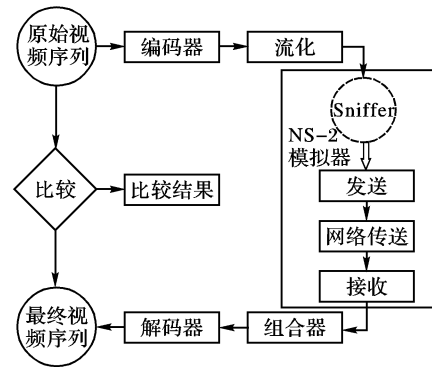 原始视
频序列
编码器
流化
Sniffer
NS-2
模拟器
发送
比较
比较结果
网络传送
接收
最终视
频序列
解码器
组合器